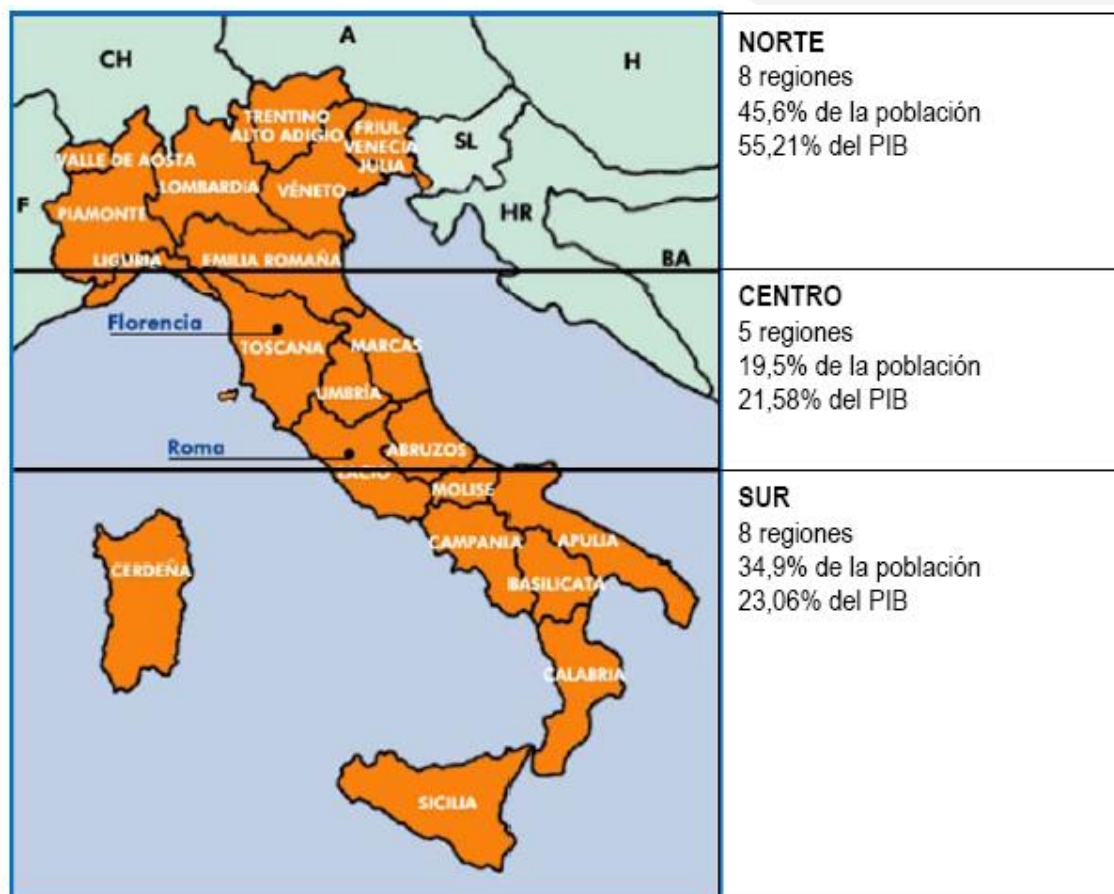 CH
A
H
TRENTINO
ALTO ADIGIO
FRIUL-
VENECIA
JULIA
SL
VALLE DE AOSTA
LOMBARDÍA
VÉNETO
F
PIAMONTE
HR
LIGURIA
EMILIA ROMAÑA
BA
Florencia
TOSCANA
MARCAS
UMBRÍA
Roma
ABRUZOS
LACIO
MOLISE
CAMPANIA
APULIA
CERDEÑA
BASILICATA
CALABRIA
SICILIA
NORTE
8 regiones
45,6% de la población
55,21% del PIB
CENTRO
5 regiones
19,5% de la población
21,58% del PIB
SUR
8 regiones
34,9% de la población
23,06% del PIB